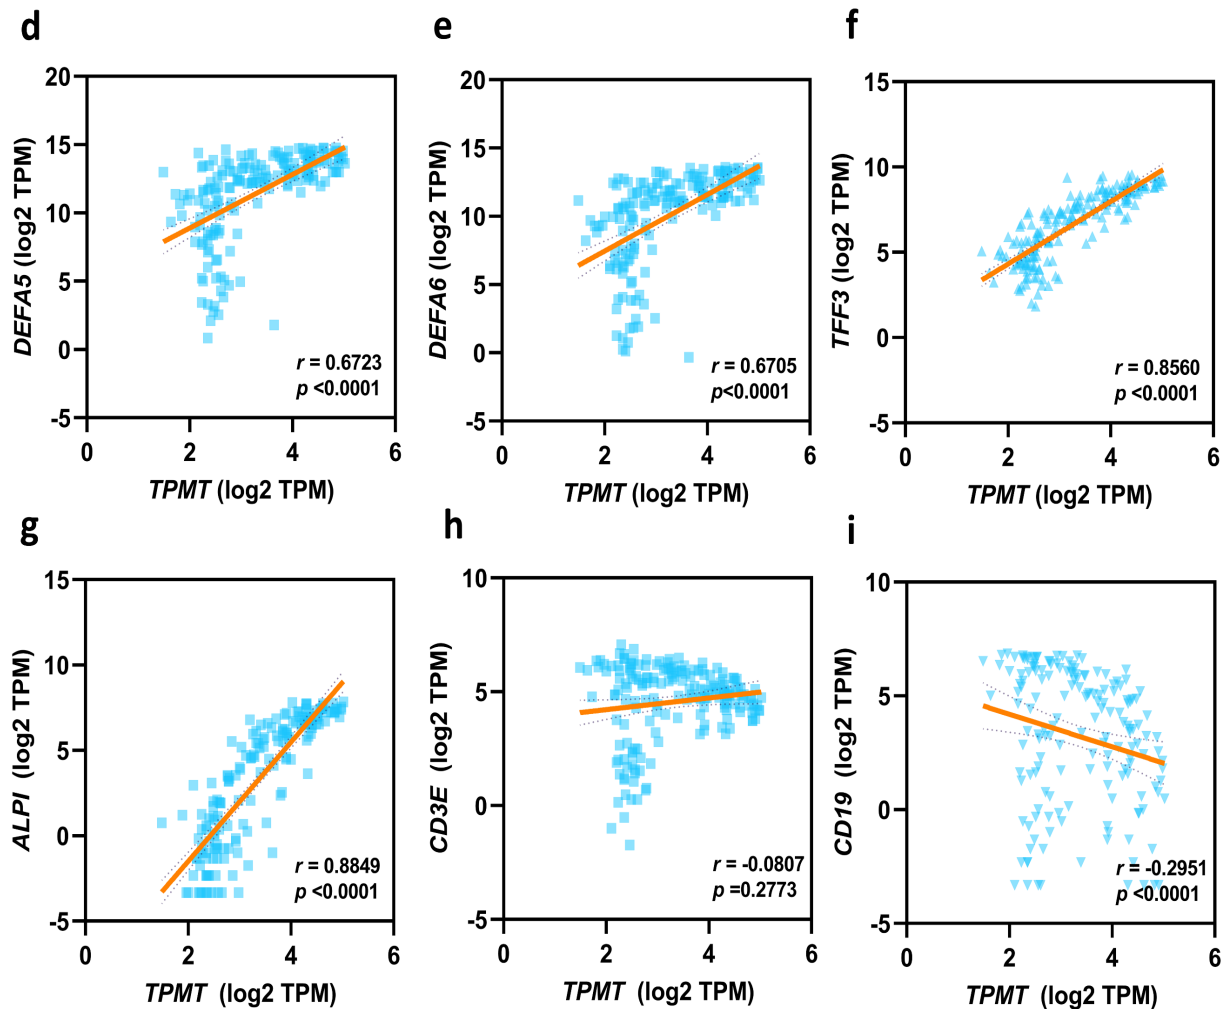 d
20
15
10
5
0
-5
DEFA5 (log2 TPM)
r = 0.6723
p <0.0001
0 2 4 6
TPMT (log2 TPM)
e
20
15
10
5
0
-5
DEFA6 (log2 TPM)
r = 0.6705
p<0.0001
0 2 4 6
TPMT (log2 TPM)
f
15
10
5
0
-5
TFF3 (log2 TPM)
r = 0.8560
p <0.0001
0 2 4 6
TPMT (log2 TPM)
g
15
10
5
0
-5
ALPI (log2 TPM)
r = 0.8849
p <0.0001
0 2 4 6
TPMT (log2 TPM)
h
10
5
0
-5
CD3E (log2 TPM)
r = -0.0807
p =0.2773
0 2 4 6
TPMT (log2 TPM)
i
10
5
0
-5
CD19 (log2 TPM)
r = -0.2951
p <0.0001
0 2 4 6
TPMT (log2 TPM)